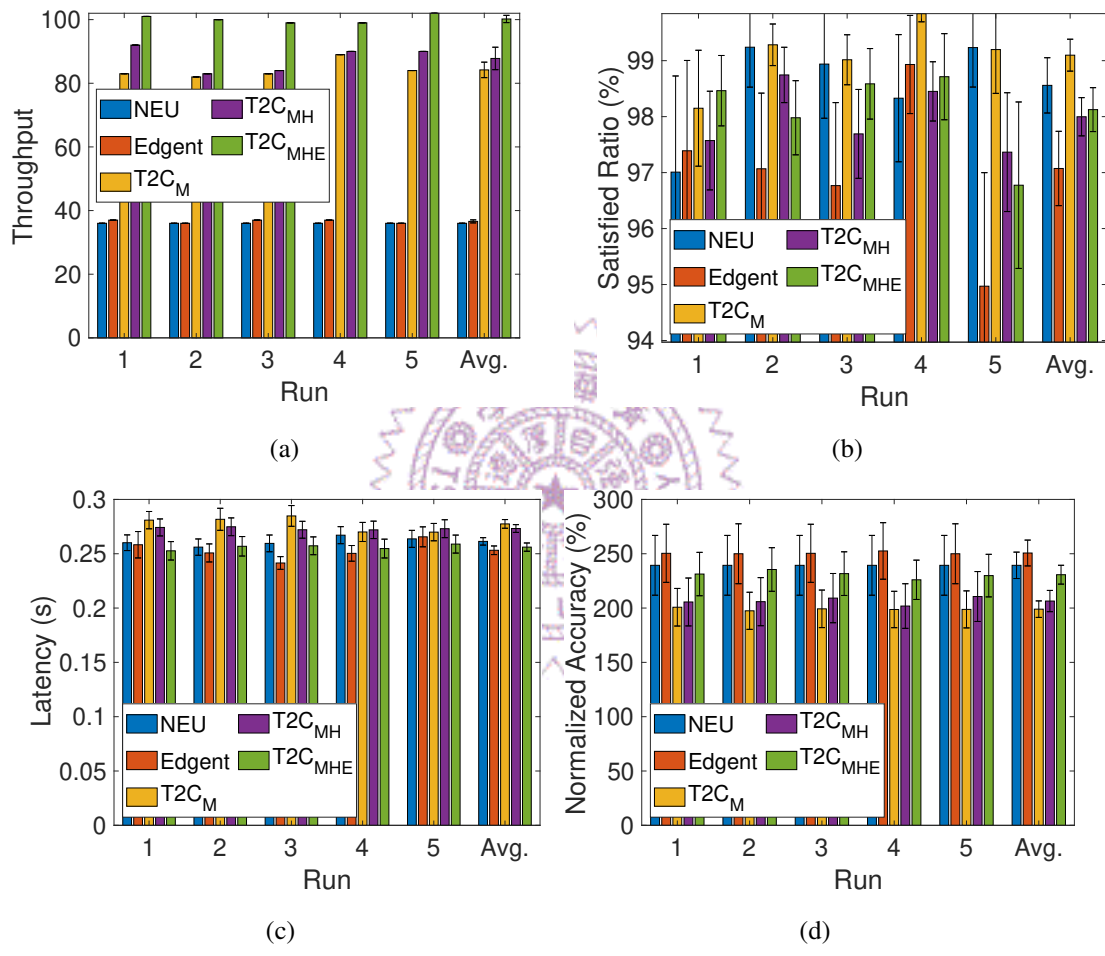 100
80
60
40
20
0
Throughput
NEU
Edgent
T2C_M
T2C_MH
T2C_MHE
1 2 3 4 5 Avg.
Run
(a)
99
98
97
96
95
94
Satisfied Ratio (%)
NEU
Edgent
T2C_M
T2C_MH
T2C_MHE
1 2 3 4 5 Avg.
Run
(b)
0.3
0.25
0.2
0.15
0.1
0.05
0
Latency (s)
NEU
Edgent
T2C_M
T2C_MH
T2C_MHE
1 2 3 4 5 Avg.
Run
(c)
300
250
200
150
100
50
0
Normalized Accuracy (%)
NEU
Edgent
T2C_M
T2C_MH
T2C_MHE
1 2 3 4 5 Avg.
Run
(d)